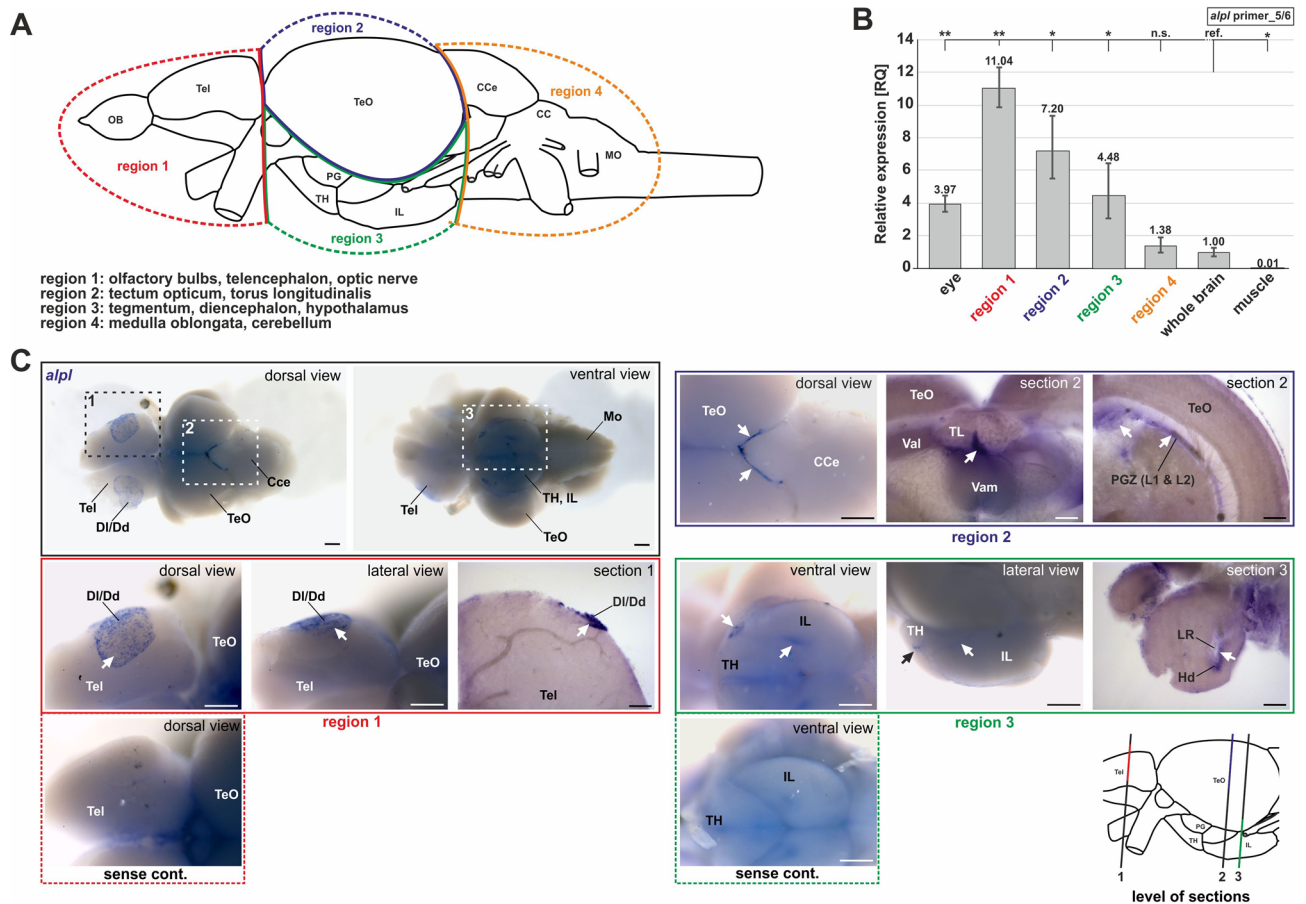 A
region 2
Tel
TeO
CCe
region 4
OB
CC
region 1
PG
MO
TH
IL
region 3
region 1: olfactory bulbs, telencephalon, optic nerve
region 2: tectum opticum, torus longitudinalis
region 3: tegmentum, diencephalon, hypothalamus
region 4: medulla oblongata, cerebellum
B
alpl primer_5/6
** ** * * n.s. ref. *
Relative expression [RQ]
14
12
10
8
6
4
2
0
3.97
11.04
7.20
4.48
1.38
1.00
0.01
eye
region 1
region 2
region 3
region 4
whole brain
muscle
C
alpl
dorsal view
1
2
Tel
Dl/Dd
TeO
Cce
ventral view
3
Mo
Tel
TH, IL
TeO
dorsal view
TeO
CCe
section 2
TeO
TL
Val
Vam
section 2
TeO
PGZ (L1 & L2)
region 2
dorsal view
Dl/Dd
TeO
Tel
lateral view
Dl/Dd
TeO
Tel
section 1
Dl/Dd
Tel
region 1
ventral view
IL
TH
lateral view
TH
IL
section 3
LR
Hd
region 3
dorsal view
TeO
Tel
sense cont.
ventral view
IL
TH
sense cont.
Tel
TeO
PG
TH
IL
1
2
3
level of sections